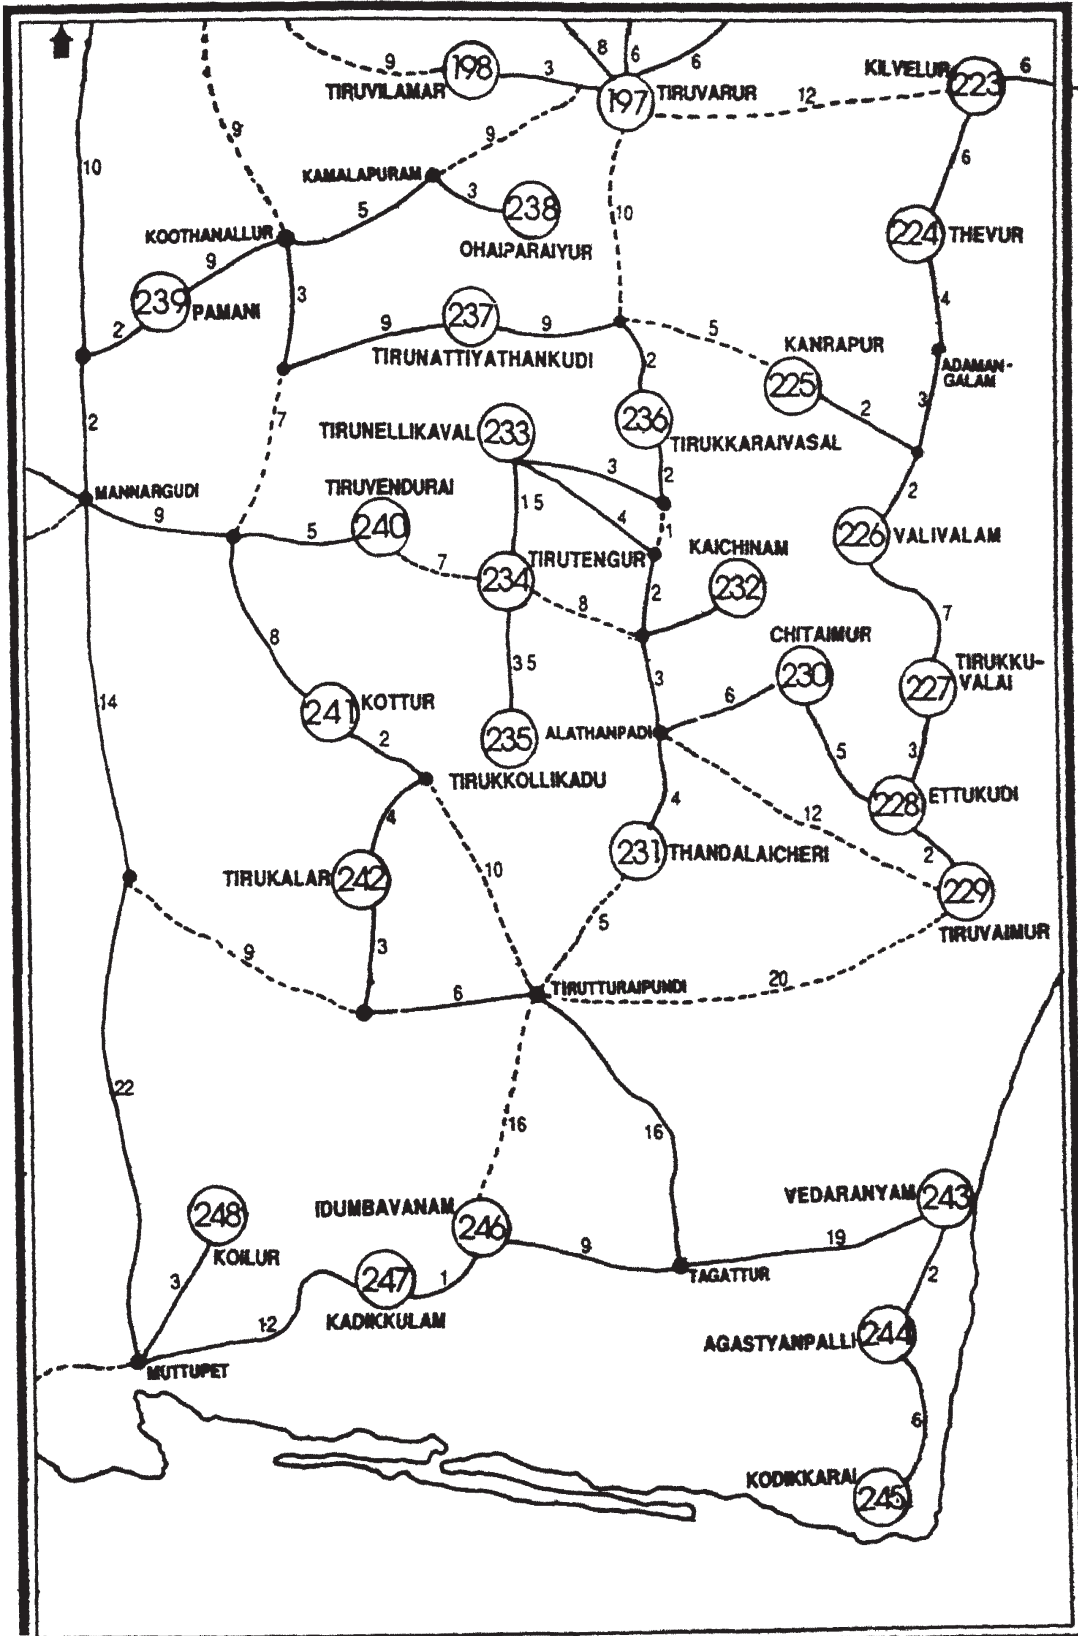 8
6
6
9
198
3
TIRUVILAMAR
197
TIRUVARUR
12
KILVELUR
223
6
10
9
9
6
KAMALAPURAM
3
238
OHAIPARAIYUR
5
10
224
THEVUR
KOOTHANALLUR
9
239
PAMANI
3
4
2
9
237
9
5
KANRAPUR
TIRUNATTIYATHANKUDI
2
225
ADAMAN-
GALAM
2
3
2
7
TIRUNELLIKAVAL
233
236
TIRUKKARAIVASAL
3
2
MANNARGUDI
TIRUVENDURAI
15
2
9
5
240
4
1
226
VALIVALAM
7
234
TIRUTENGUR
KAICHINAM
232
8
2
7
8
CHITAIMUR
35
3
230
TIRUKKU-
VALAI
227
14
241
KOTTUR
6
2
235
ALATHANPADI
5
3
TIRUKKOLLIKADU
4
228
ETTUKUDI
4
12
2
TIRUKALAR
242
10
231
THANDALAICHERI
229
5
TIRUVAIMUR
9
3
20
6
TIRUTTURAIPUNDI
22
16
16
VEDARANYAM
243
248
KOILUR
IDUMBAVANAM
246
9
19
TAGATTUR
3
247
1
2
KADIKKULAM
12
AGASTYANPALLI
244
MUTTUPET
6
KODIKKARAI
245